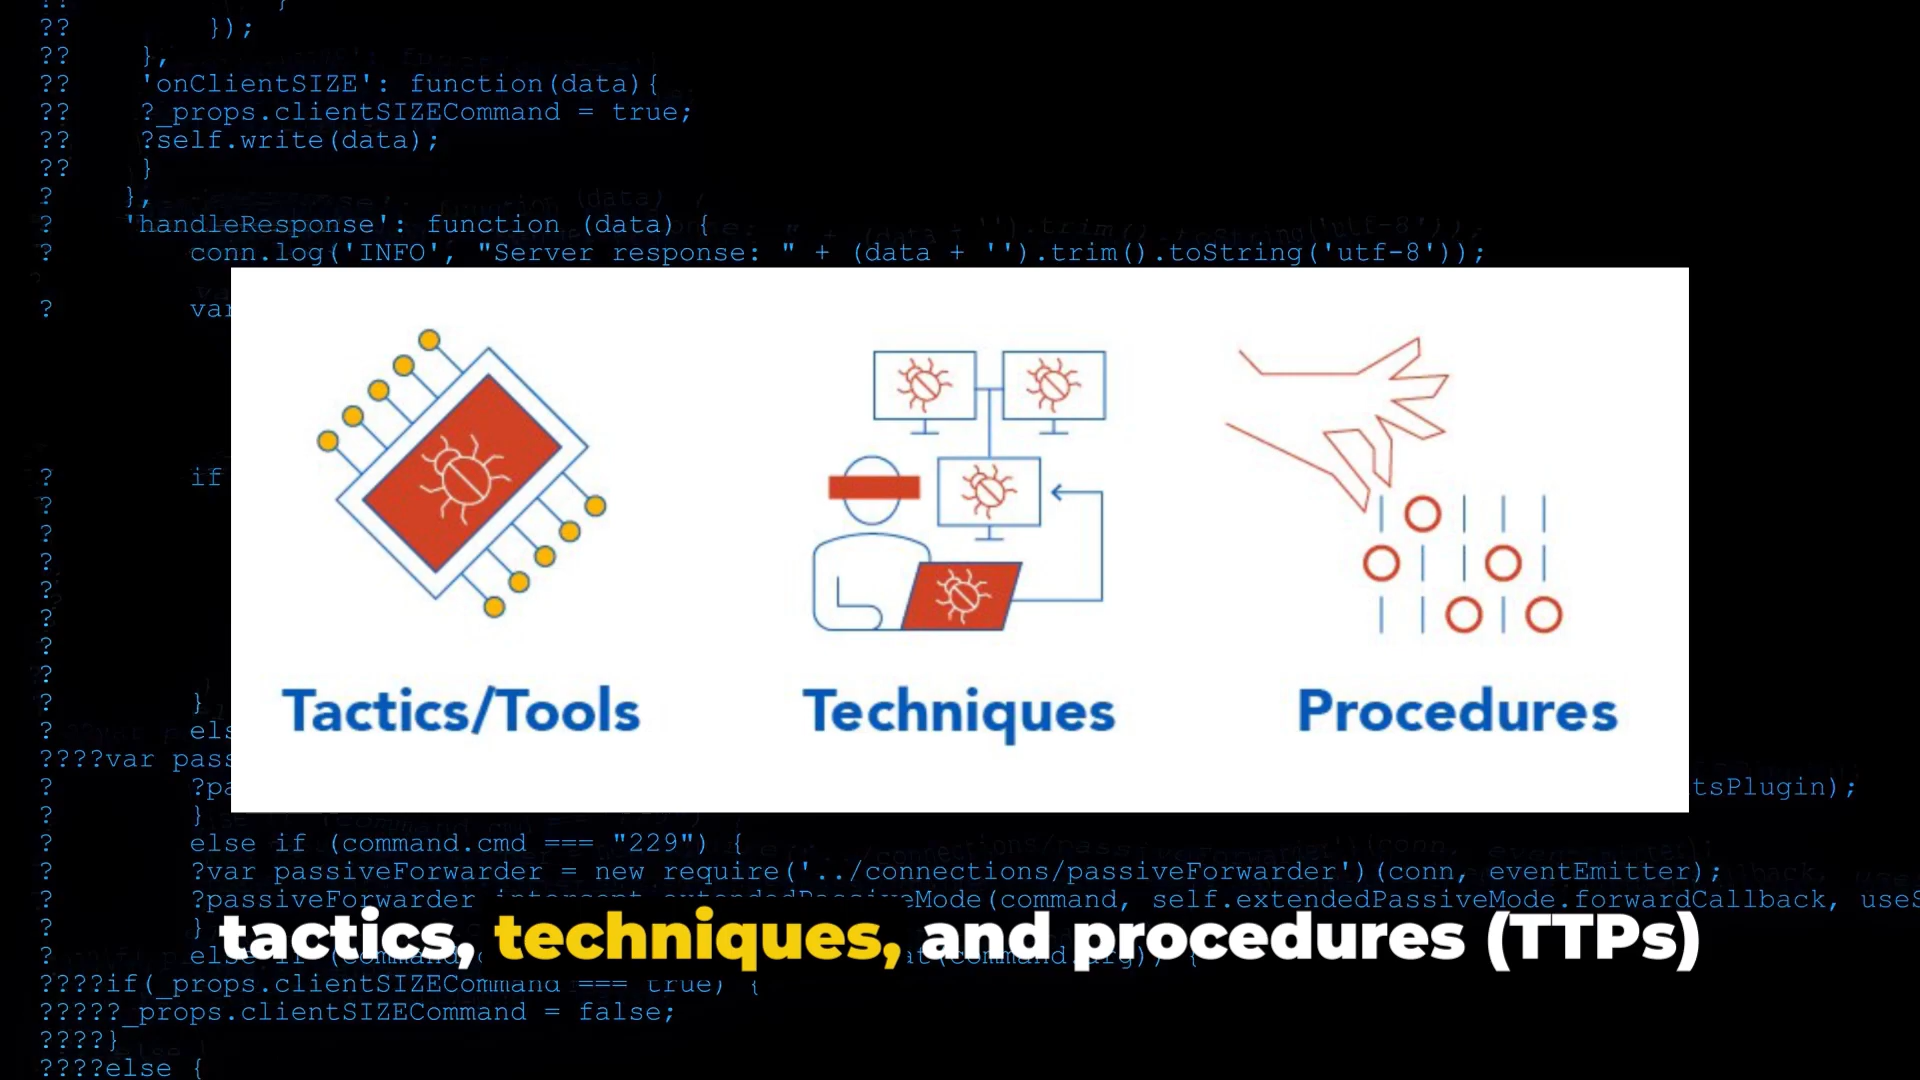 ?? });
?? },
?? 'onClientSIZE': function(data){
?? ?_props.clientSIZECommand = true;
?? ?self.write(data);
?? }
? },
? 'handleResponse': function (data) {
? conn.log('INFO', "Server response: " + (data + '').trim().toString('utf-8'));
? var
? if
?
?
?
?
?
?
?
Tactics/Tools
Techniques
Procedures
? }
? els
????var pass
? ?pa tsPlugin);
? }
? else if (command.cmd === "229") {
? ?var passiveForwarder = new require('../connections/passiveForwarder')(conn, eventEmitter);
? ?passiveForwarder Mode(command, self.extendedPassiveMode.forwardCallback, useS
? }
tactics, techniques, and procedures (TTPs)
????if(_props.clientSIZECommand === true) {
?????_props.clientSIZECommand = false;
????}
????else {